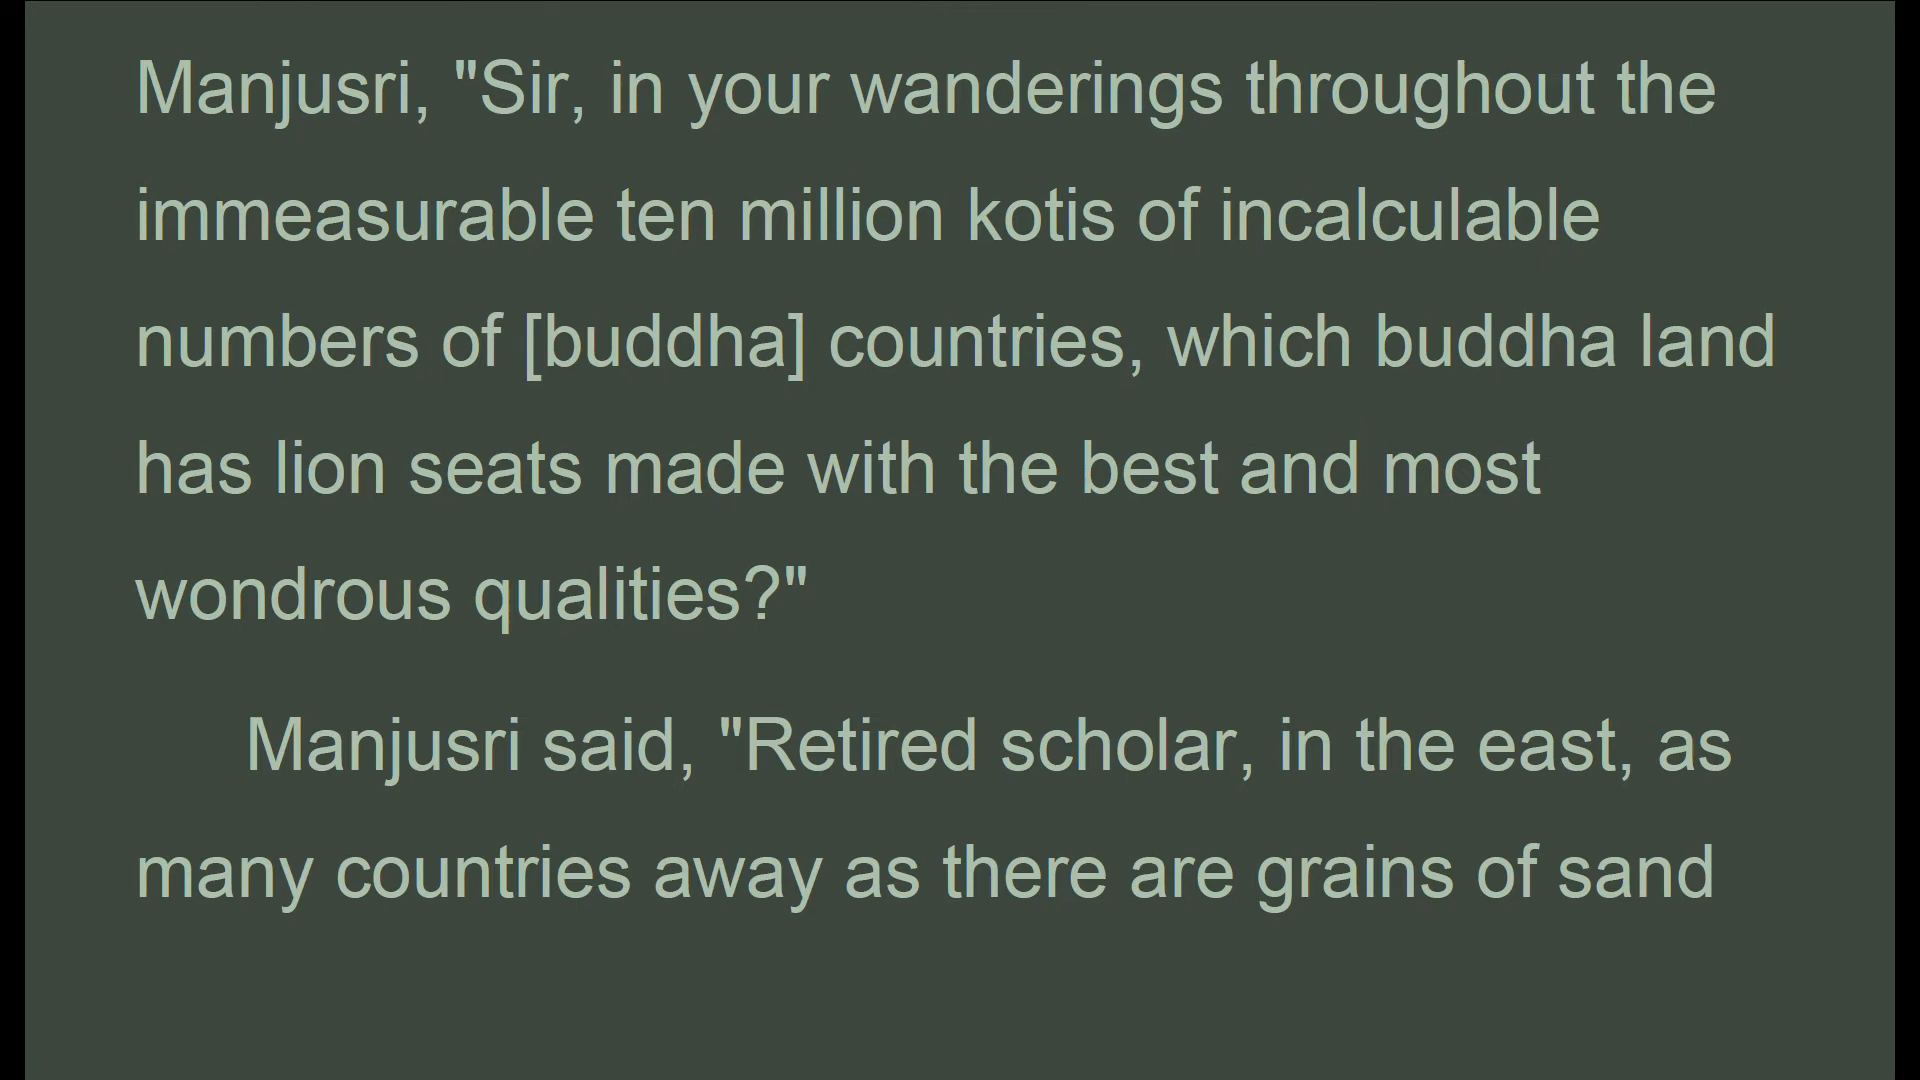 Manjusri, "Sir, in your wanderings throughout the
immeasurable ten million kotis of incalculable
numbers of [buddha] countries, which buddha land
has lion seats made with the best and most
wondrous qualities?"
Manjusri said, "Retired scholar, in the east, as
many countries away as there are grains of sand